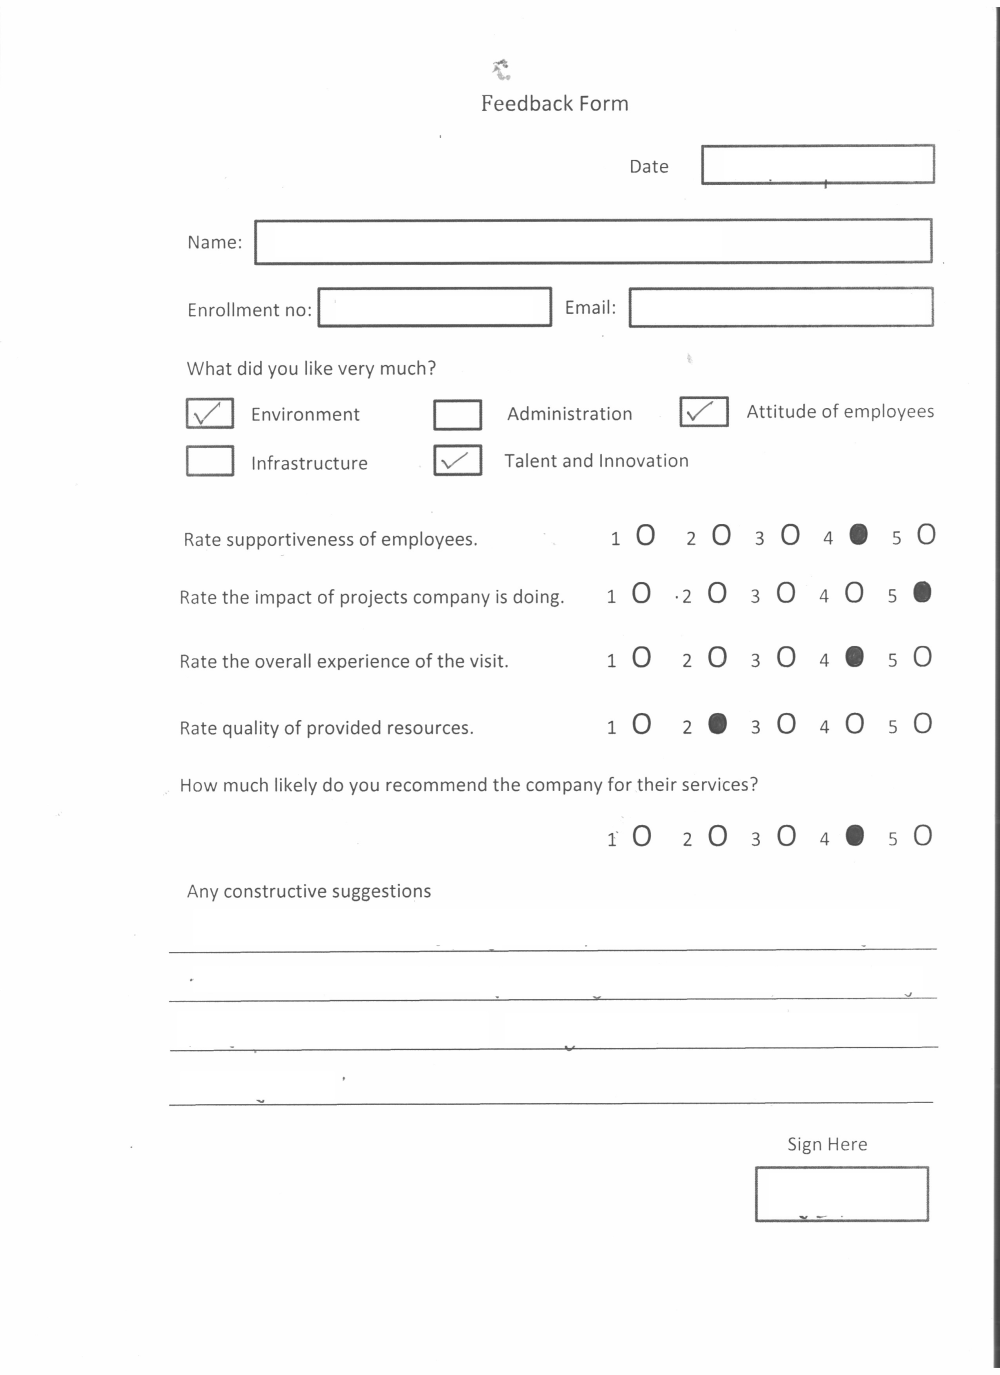 Feedback Form
Date
Name:
Enrollment no: Email:
What did you like very much?
Environment Administration Attitude of employees
Infrastructure Talent and Innovation
Rate supportiveness of employees. 1 2 3 4 5
Rate the impact of projects company is doing. 1 2 3 4 5
Rate the overall experience of the visit. 1 2 3 4 5
Rate quality of provided resources. 1 2 3 4 5
How much likely do you recommend the company for their services?
1 2 3 4 5
Any constructive suggestions
Sign Here